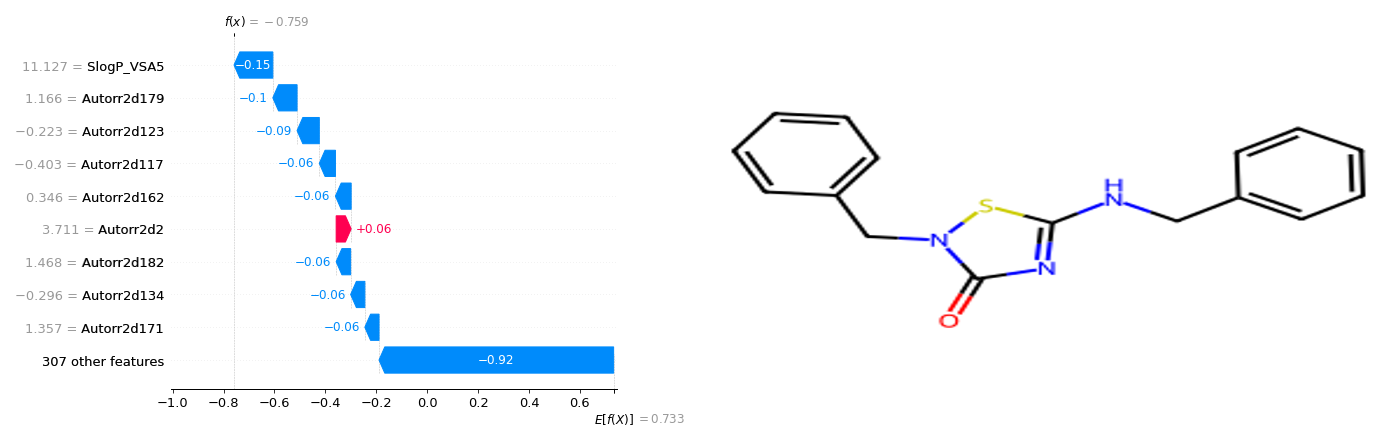 f(x) = −0.759
11.127 = SlogP_VSA5
−0.15
1.166 = Autorr2d179
−0.1
−0.223 = Autorr2d123
−0.09
−0.403 = Autorr2d117
−0.06
0.346 = Autorr2d162
−0.06
3.711 = Autorr2d2
+0.06
1.468 = Autorr2d182
−0.06
−0.296 = Autorr2d134
−0.06
1.357 = Autorr2d171
−0.06
307 other features
−0.92
−1.0 −0.8 −0.6 −0.4 −0.2 0.0 0.2 0.4 0.6
E[f(X)] = 0.733
H
N
S
N
N
O